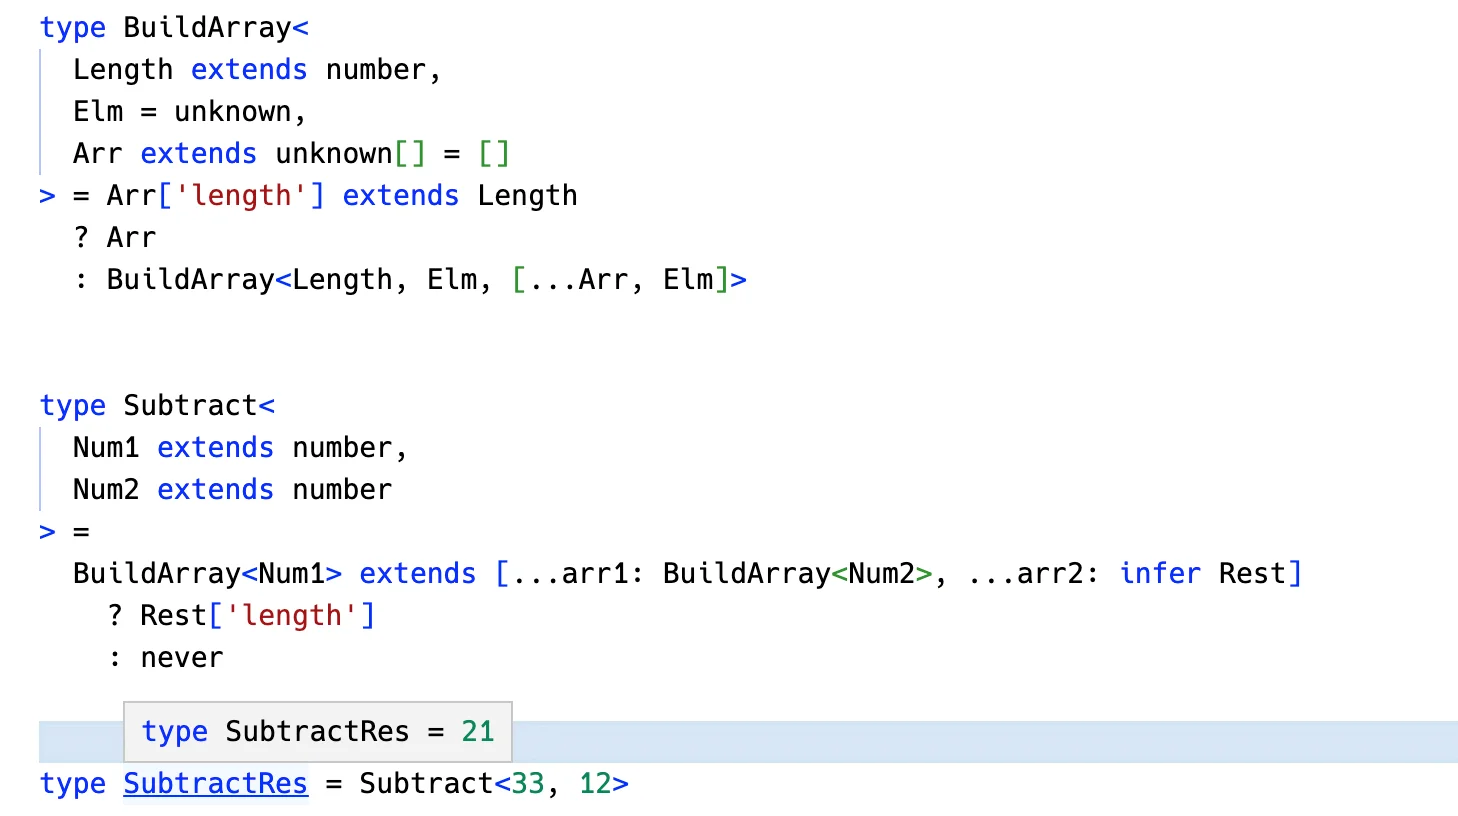 type BuildArray<
Length extends number,
Elm = unknown,
Arr extends unknown[] = []
> = Arr['length'] extends Length
? Arr
: BuildArray<Length, Elm, [...Arr, Elm]>
type Subtract<
Num1 extends number,
Num2 extends number
> =
BuildArray<Num1> extends [...arr1: BuildArray<Num2>, ...arr2: infer Rest]
? Rest['length']
: never
type SubtractRes = 21
type SubtractRes = Subtract<33, 12>